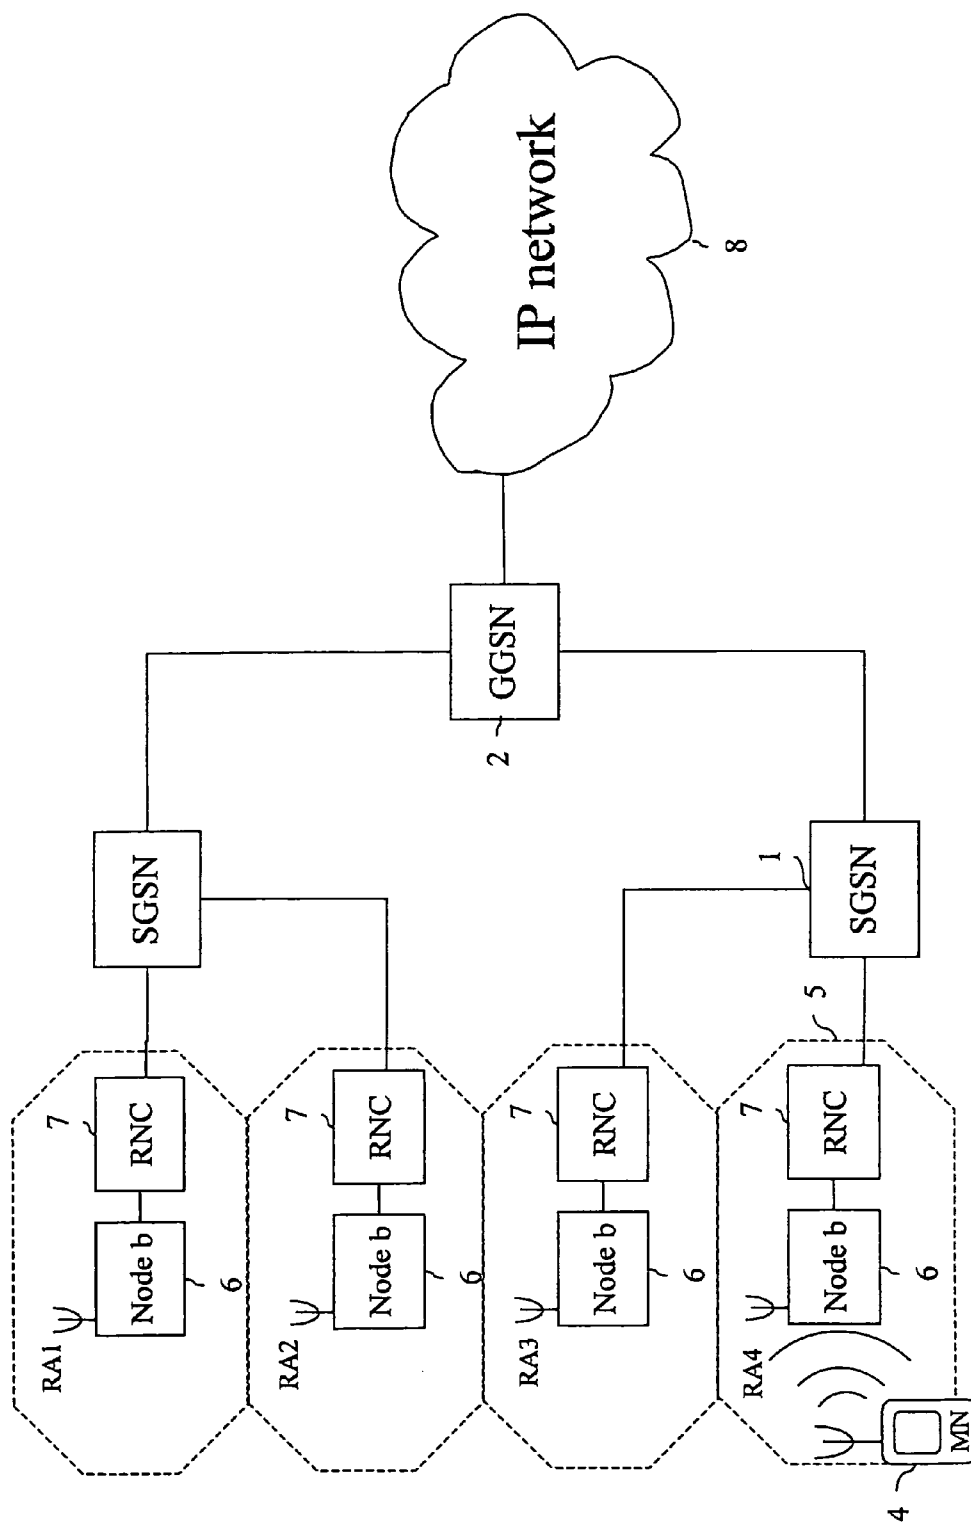 RA1
Node b
6
RNC
7
SGSN
RA2
Node b
6
RNC
7
GGSN
2
IP network
8
RA3
Node b
6
RNC
7
SGSN
1
RA4
Node b
6
RNC
7
5
MN
4